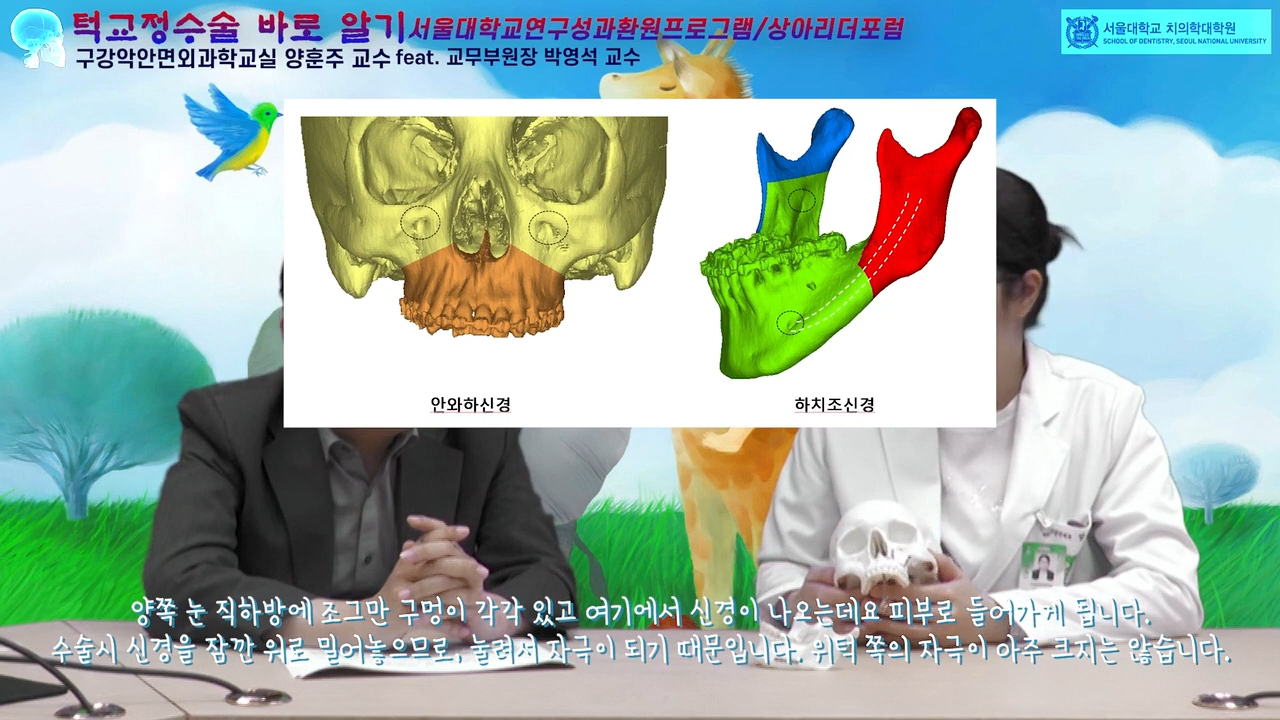 턱교정수술 바로 알기 서울대학교연구성과환원프로그램/상아리더포럼
구강악안면외과학교실 양훈주 교수 feat. 교무부원장 박영석 교수
서울대학교 치의학대학원
SCHOOL OF DENTISTRY, SEOUL NATIONAL UNIVERSITY
안와하신경
하치조신경
양쪽 눈 직하방에 조그만 구멍이 각각 있고 여기에서 신경이 나오는데요 피부로 들어가게 됩니다.
수술시 신경을 잠깐 위로 밀어놓으므로, 눌려서 자극이 되기 때문입니다. 위턱 쪽의 자극이 아주 크지는 않습니다.